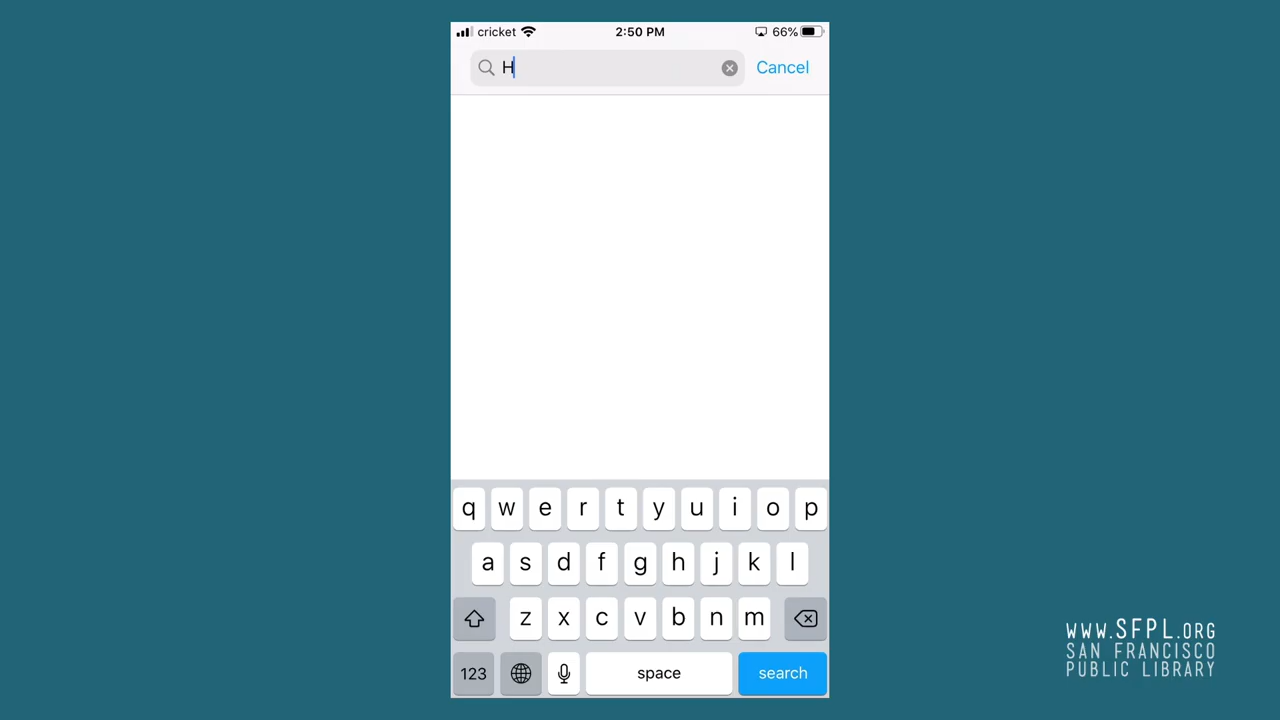 cricket 2:50 PM 66%
H Cancel
q w e r t y u i o p
a s d f g h j k l
z x c v b n m
123 space search
WWW.SFPL.ORG
SAN FRANCISCO
PUBLIC LIBRARY